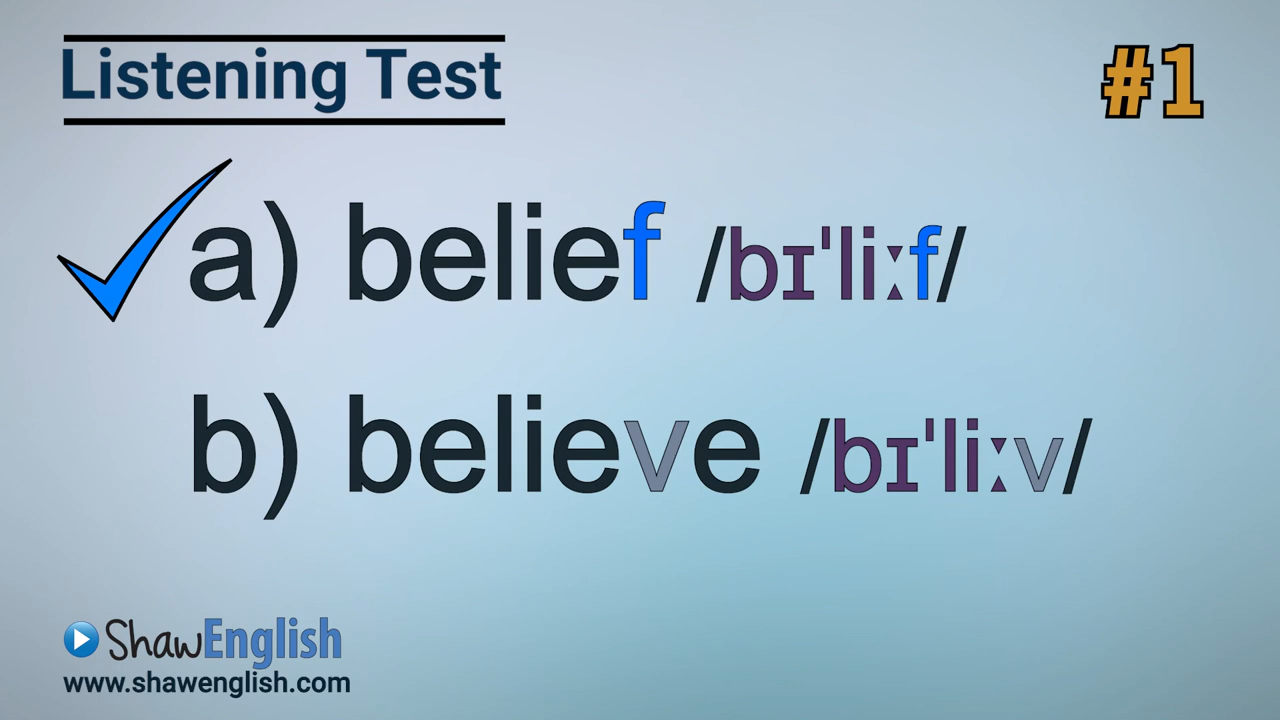 Listening Test
#1
a) belief /bɪˈliːf/
b) believe /bɪˈliːv/
ShawEnglish
www.shawenglish.com